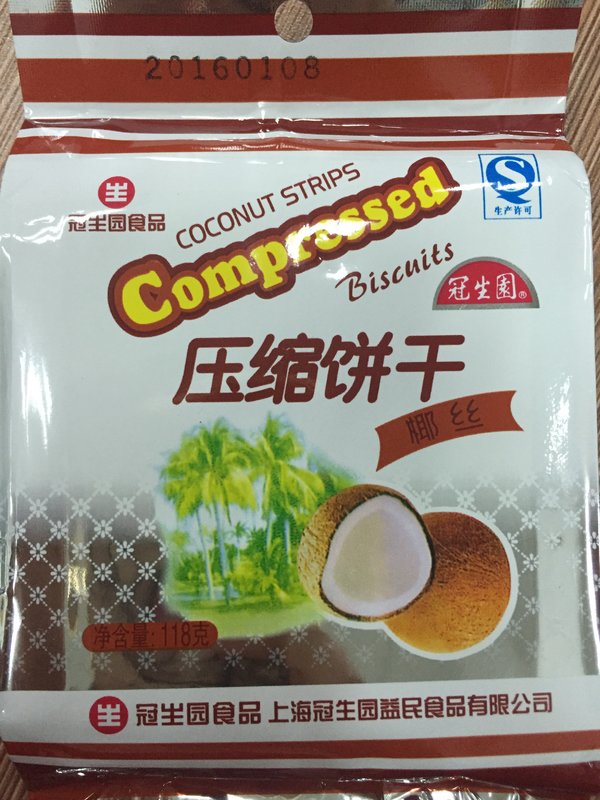 20160108
生
冠生园食品
COCONUT STRIPS
Compressed
Biscuits
生产许可
冠生園®
压缩饼干
椰丝
净含量:118克
生 冠生园食品 上海冠生园益民食品有限公司